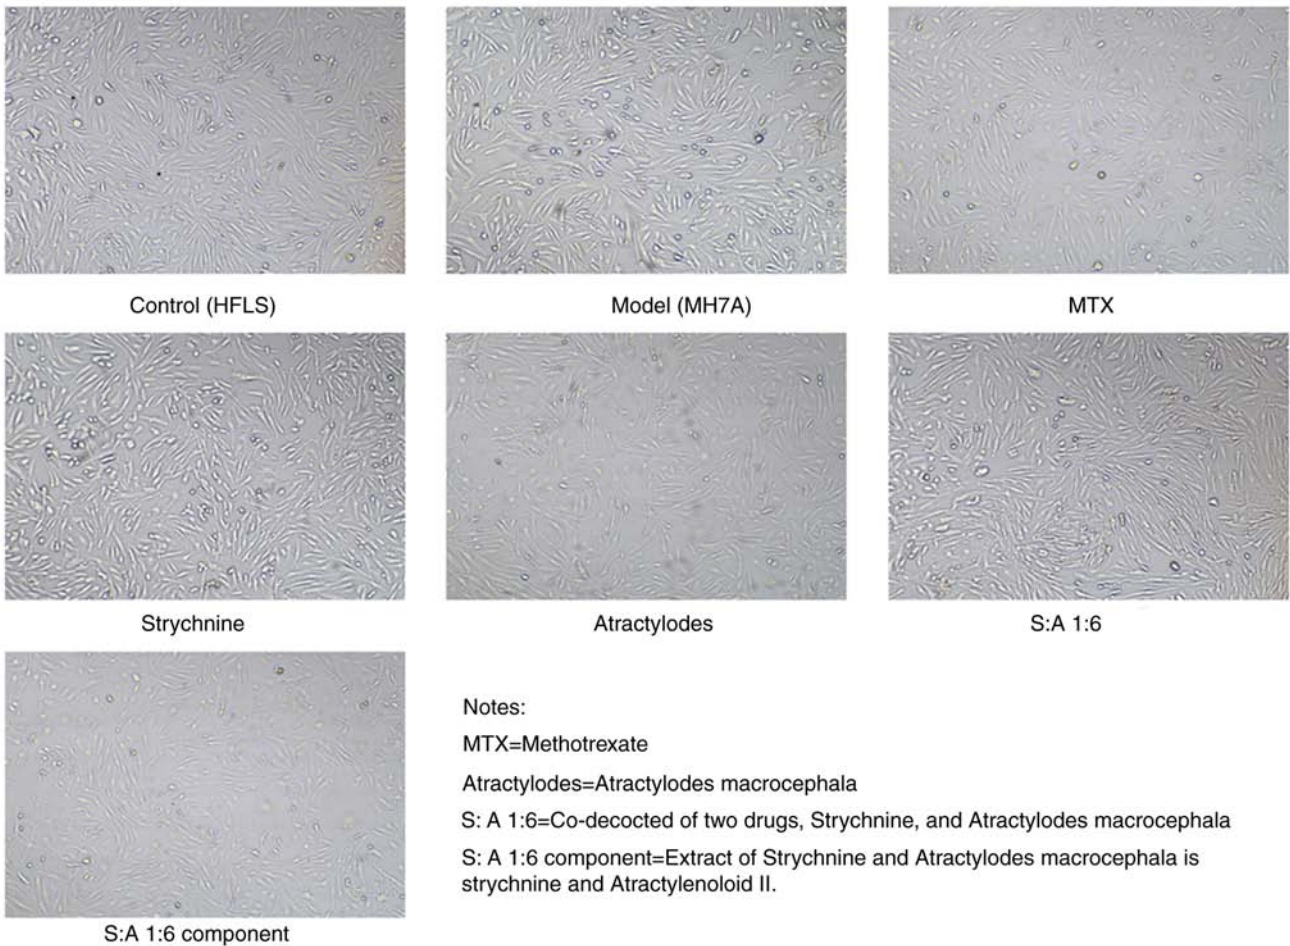 Control (HFLS)
Model (MH7A)
MTX
Strychnine
Atractylodes
S:A 1:6
S:A 1:6 component
Notes:
MTX=Methotrexate
Atractylodes=Atractylodes macrocephala
S: A 1:6=Co-decocted of two drugs, Strychnine, and Atractylodes macrocephala
S: A 1:6 component=Extract of Strychnine and Atractylodes macrocephala is
strychnine and Atractylenoloid II.